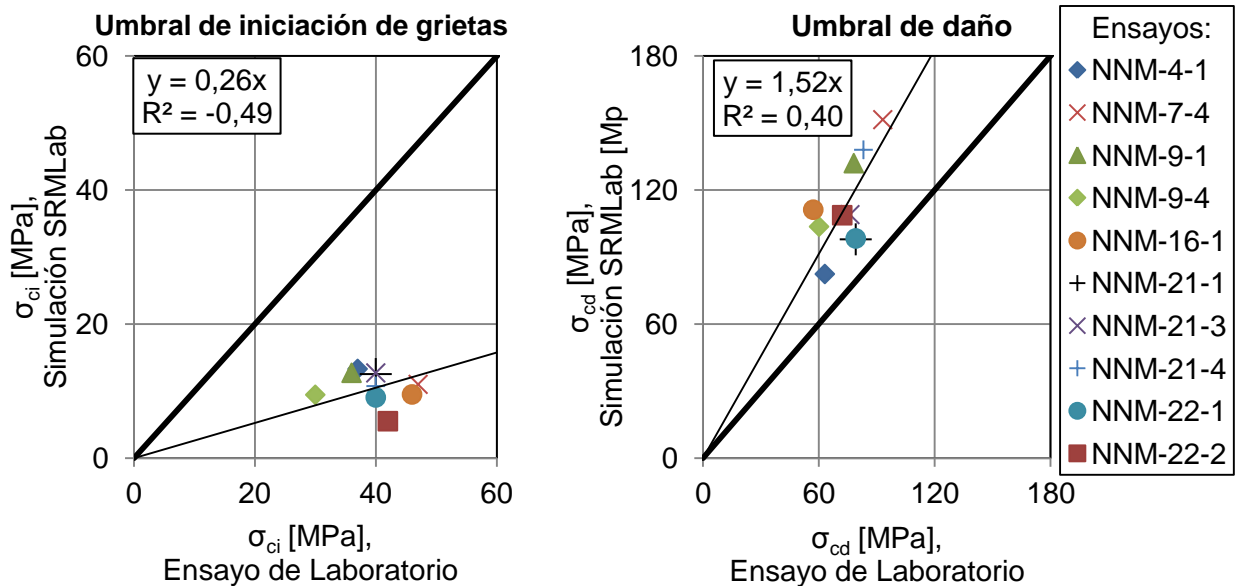 Umbral de iniciación de grietas
60
40
20
0
y = 0,26x
R² = -0,49
σci [MPa],
Simulación SRMLab
0 20 40 60
σci [MPa],
Ensayo de Laboratorio
Umbral de daño
180
120
60
0
y = 1,52x
R² = 0,40
σcd [MPa],
Simulación SRMLab [Mp
0 60 120 180
σcd [MPa],
Ensayo de Laboratorio
Ensayos:
NNM-4-1
NNM-7-4
NNM-9-1
NNM-9-4
NNM-16-1
NNM-21-1
NNM-21-3
NNM-21-4
NNM-22-1
NNM-22-2